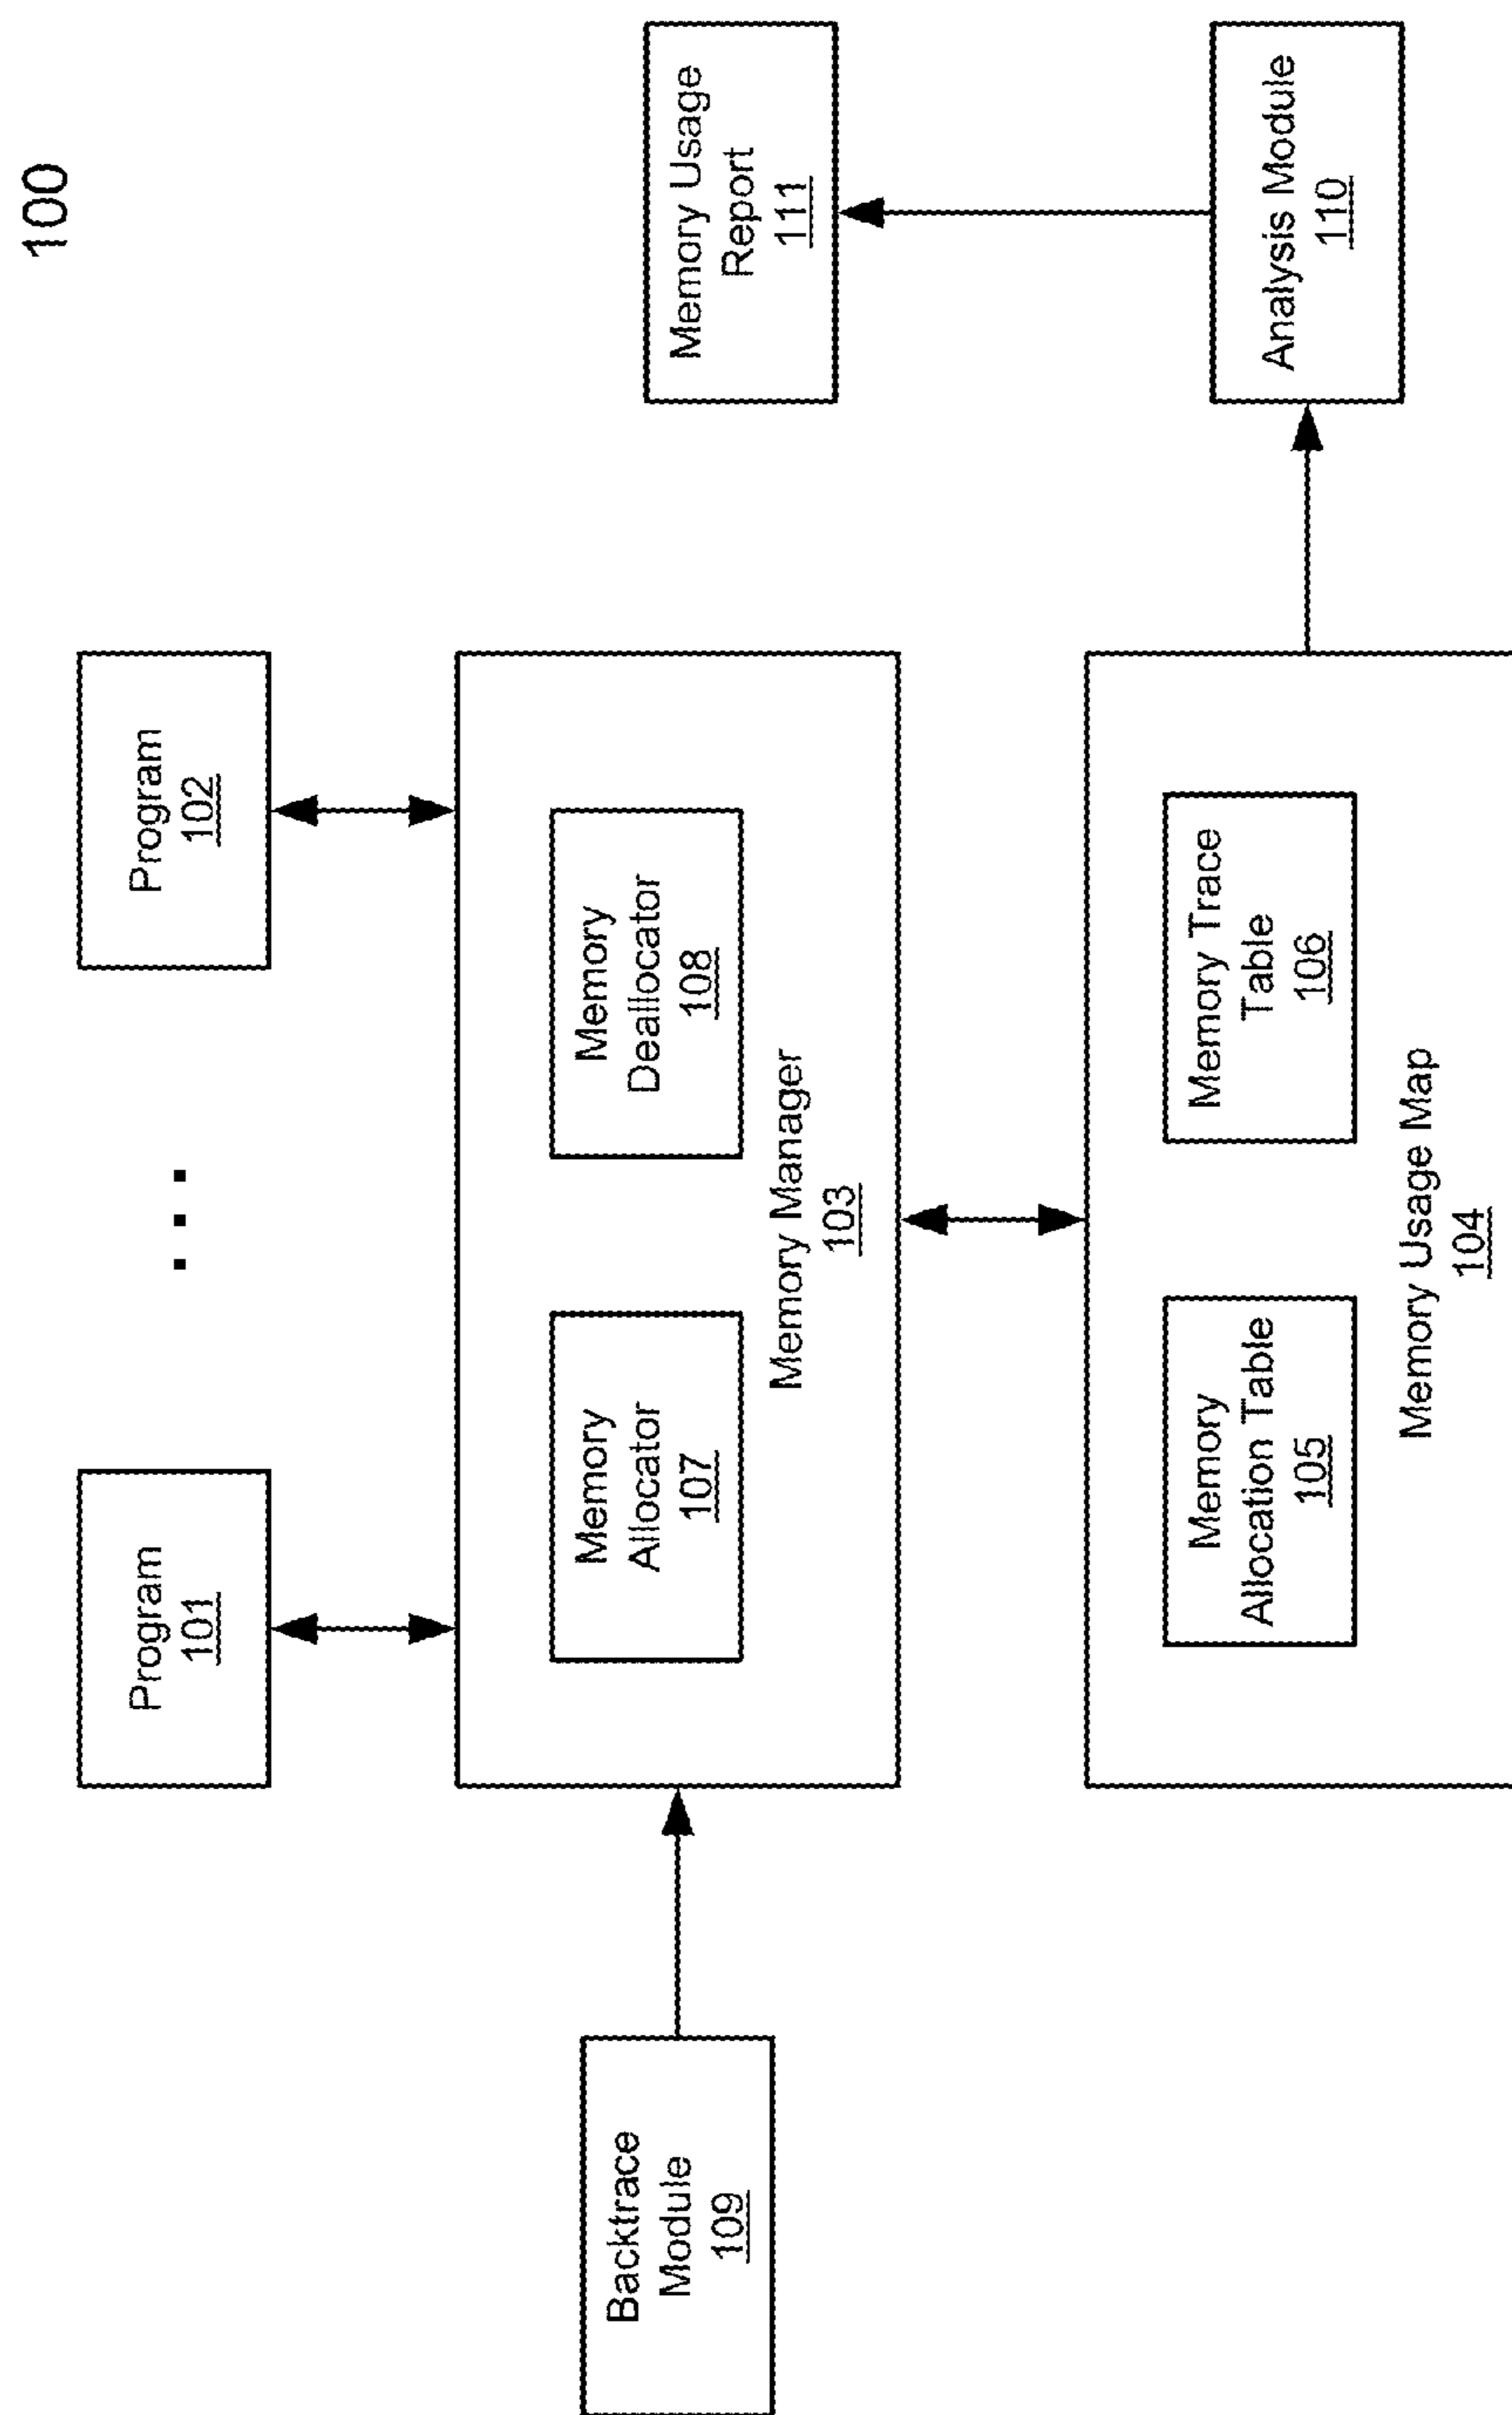 100
Program
101
. . .
Program
102
Backtrace
Module
109
Memory
Allocator
107
Memory
Deallocator
108
Memory Manager
103
Memory Usage
Report
111
Memory
Allocation Table
105
Memory Trace
Table
106
Memory Usage Map
104
Analysis Module
110